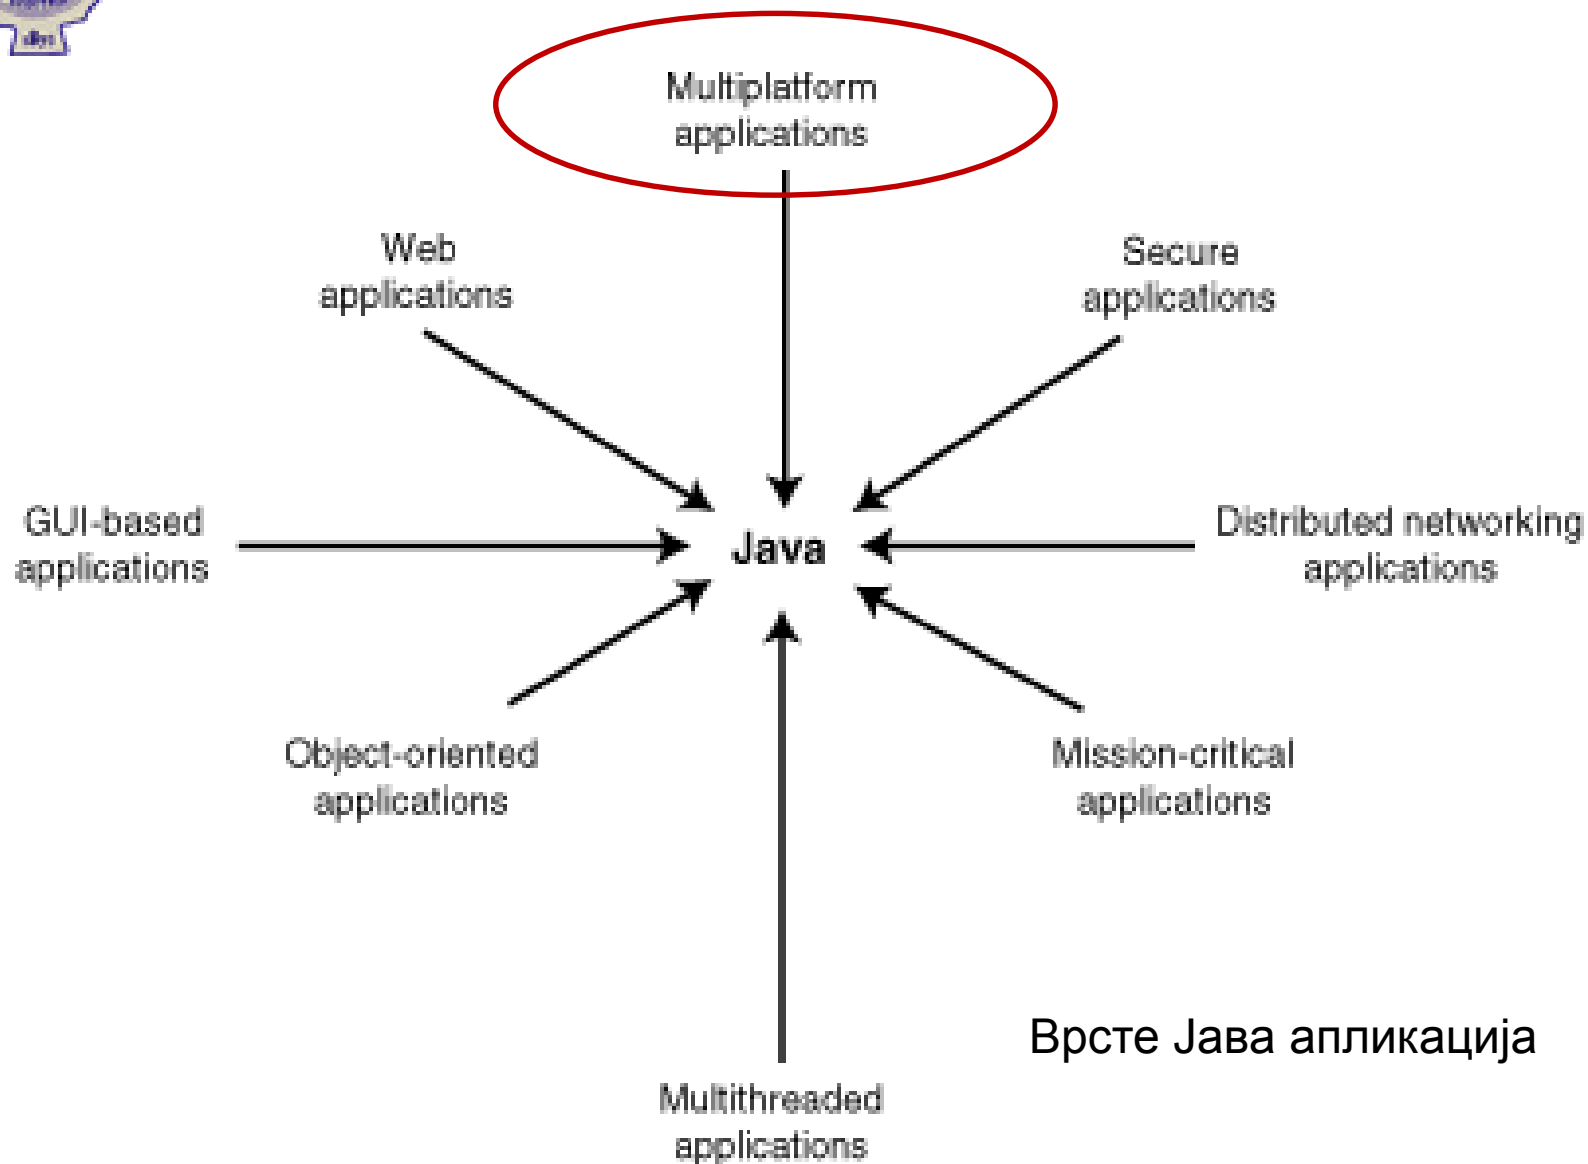 Multiplatform
applications
Web
applications
Secure
applications
GUI-based
applications
Java
Distributed networking
applications
Object-oriented
applications
Mission-critical
applications
Врсте Јава апликација
Multithreaded
applications